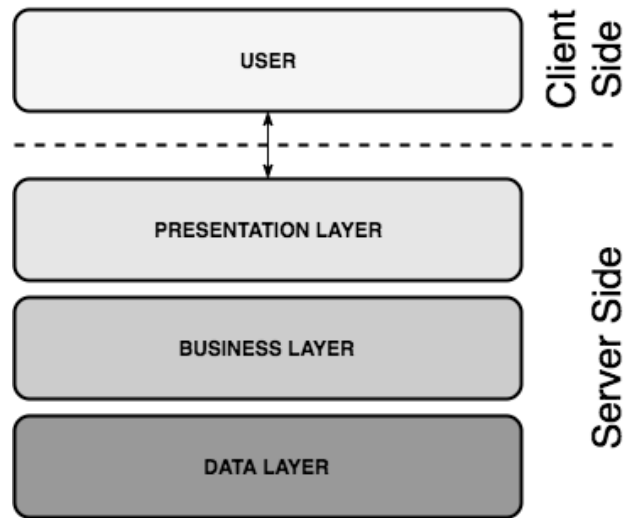 USER
Client
Side
PRESENTATION LAYER
BUSINESS LAYER
DATA LAYER
Server Side